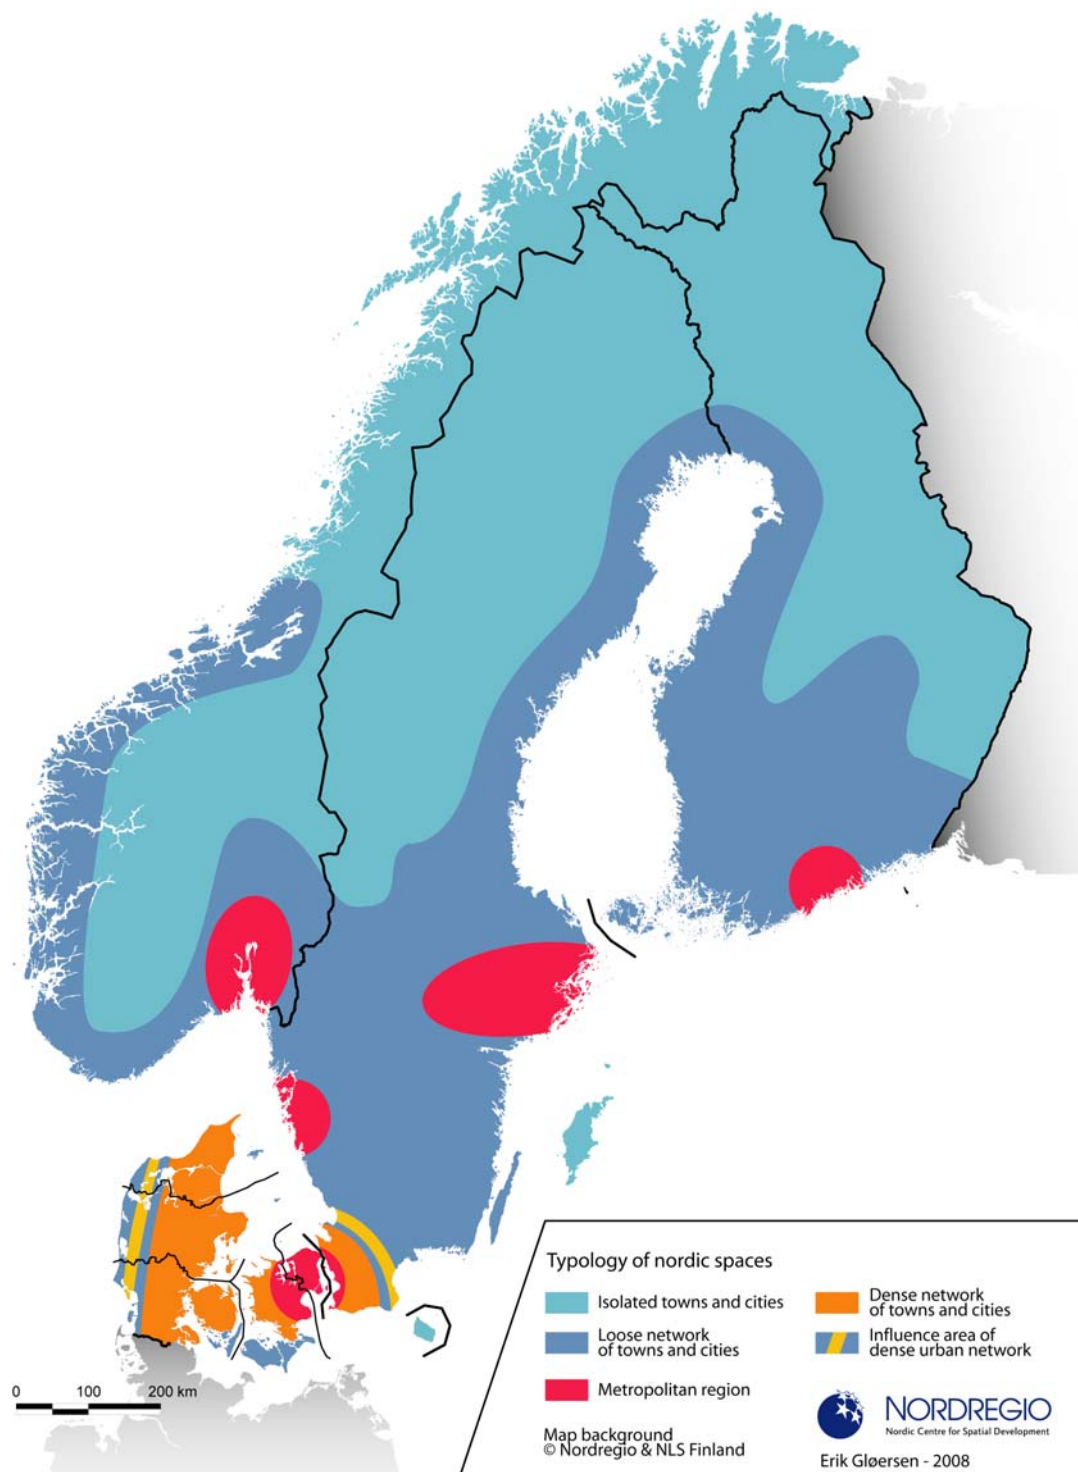 Typology of nordic spaces
Isolated towns and cities
Loose network
of towns and cities
Metropolitan region
Dense network
of towns and cities
Influence area of
dense urban network
Map background
© Nordregio & NLS Finland
NORDREGIO
Nordic Centre for Spatial Development
Erik Gløersen - 2008
0 100 200 km